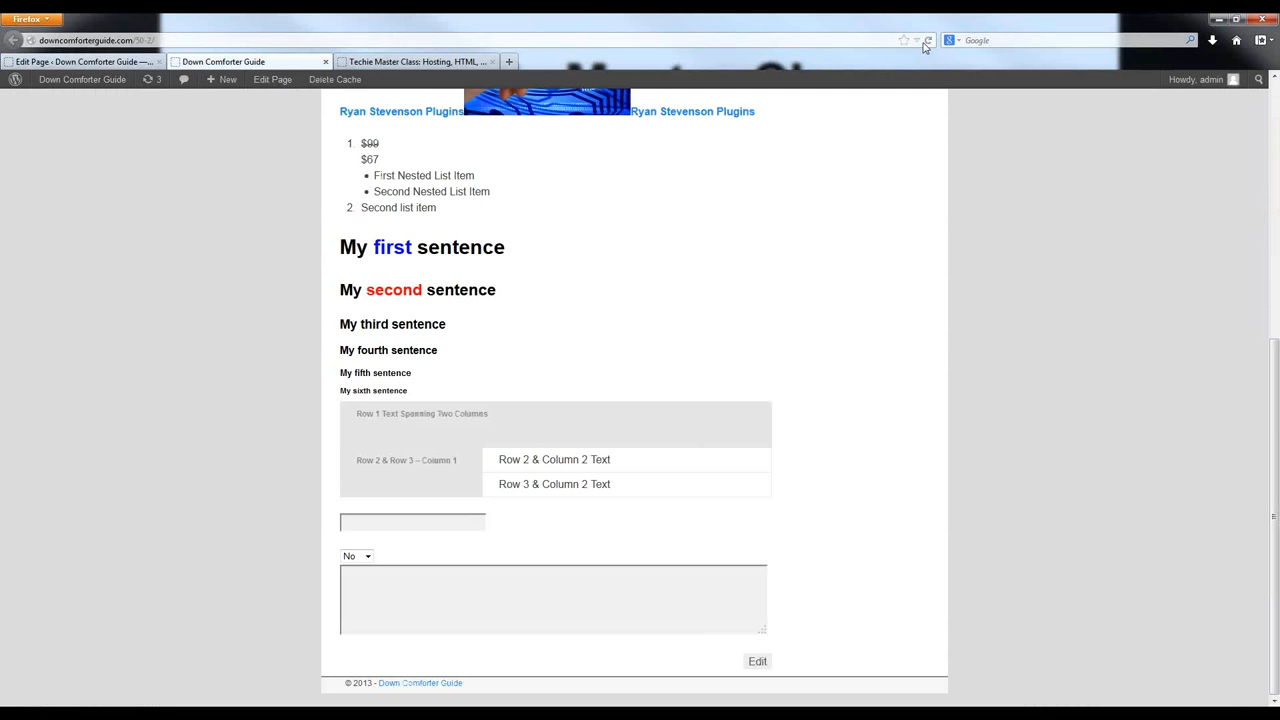 Firefox
downcomforterguide.com/50-2/
Google
Edit Page ‹ Down Comforter Guide —...
Down Comforter Guide
Techie Master Class: Hosting, HTML, ...
Down Comforter Guide
3
New
Edit Page
Delete Cache
Howdy, admin
Ryan Stevenson Plugins
Ryan Stevenson Plugins
1. $99
$67
• First Nested List Item
• Second Nested List Item
2. Second list item
My first sentence
My second sentence
My third sentence
My fourth sentence
My fifth sentence
My sixth sentence
Row 1 Text Spanning Two Columns
Row 2 & Row 3 – Column 1
Row 2 & Column 2 Text
Row 3 & Column 2 Text
No
Edit
© 2013 - Down Comforter Guide